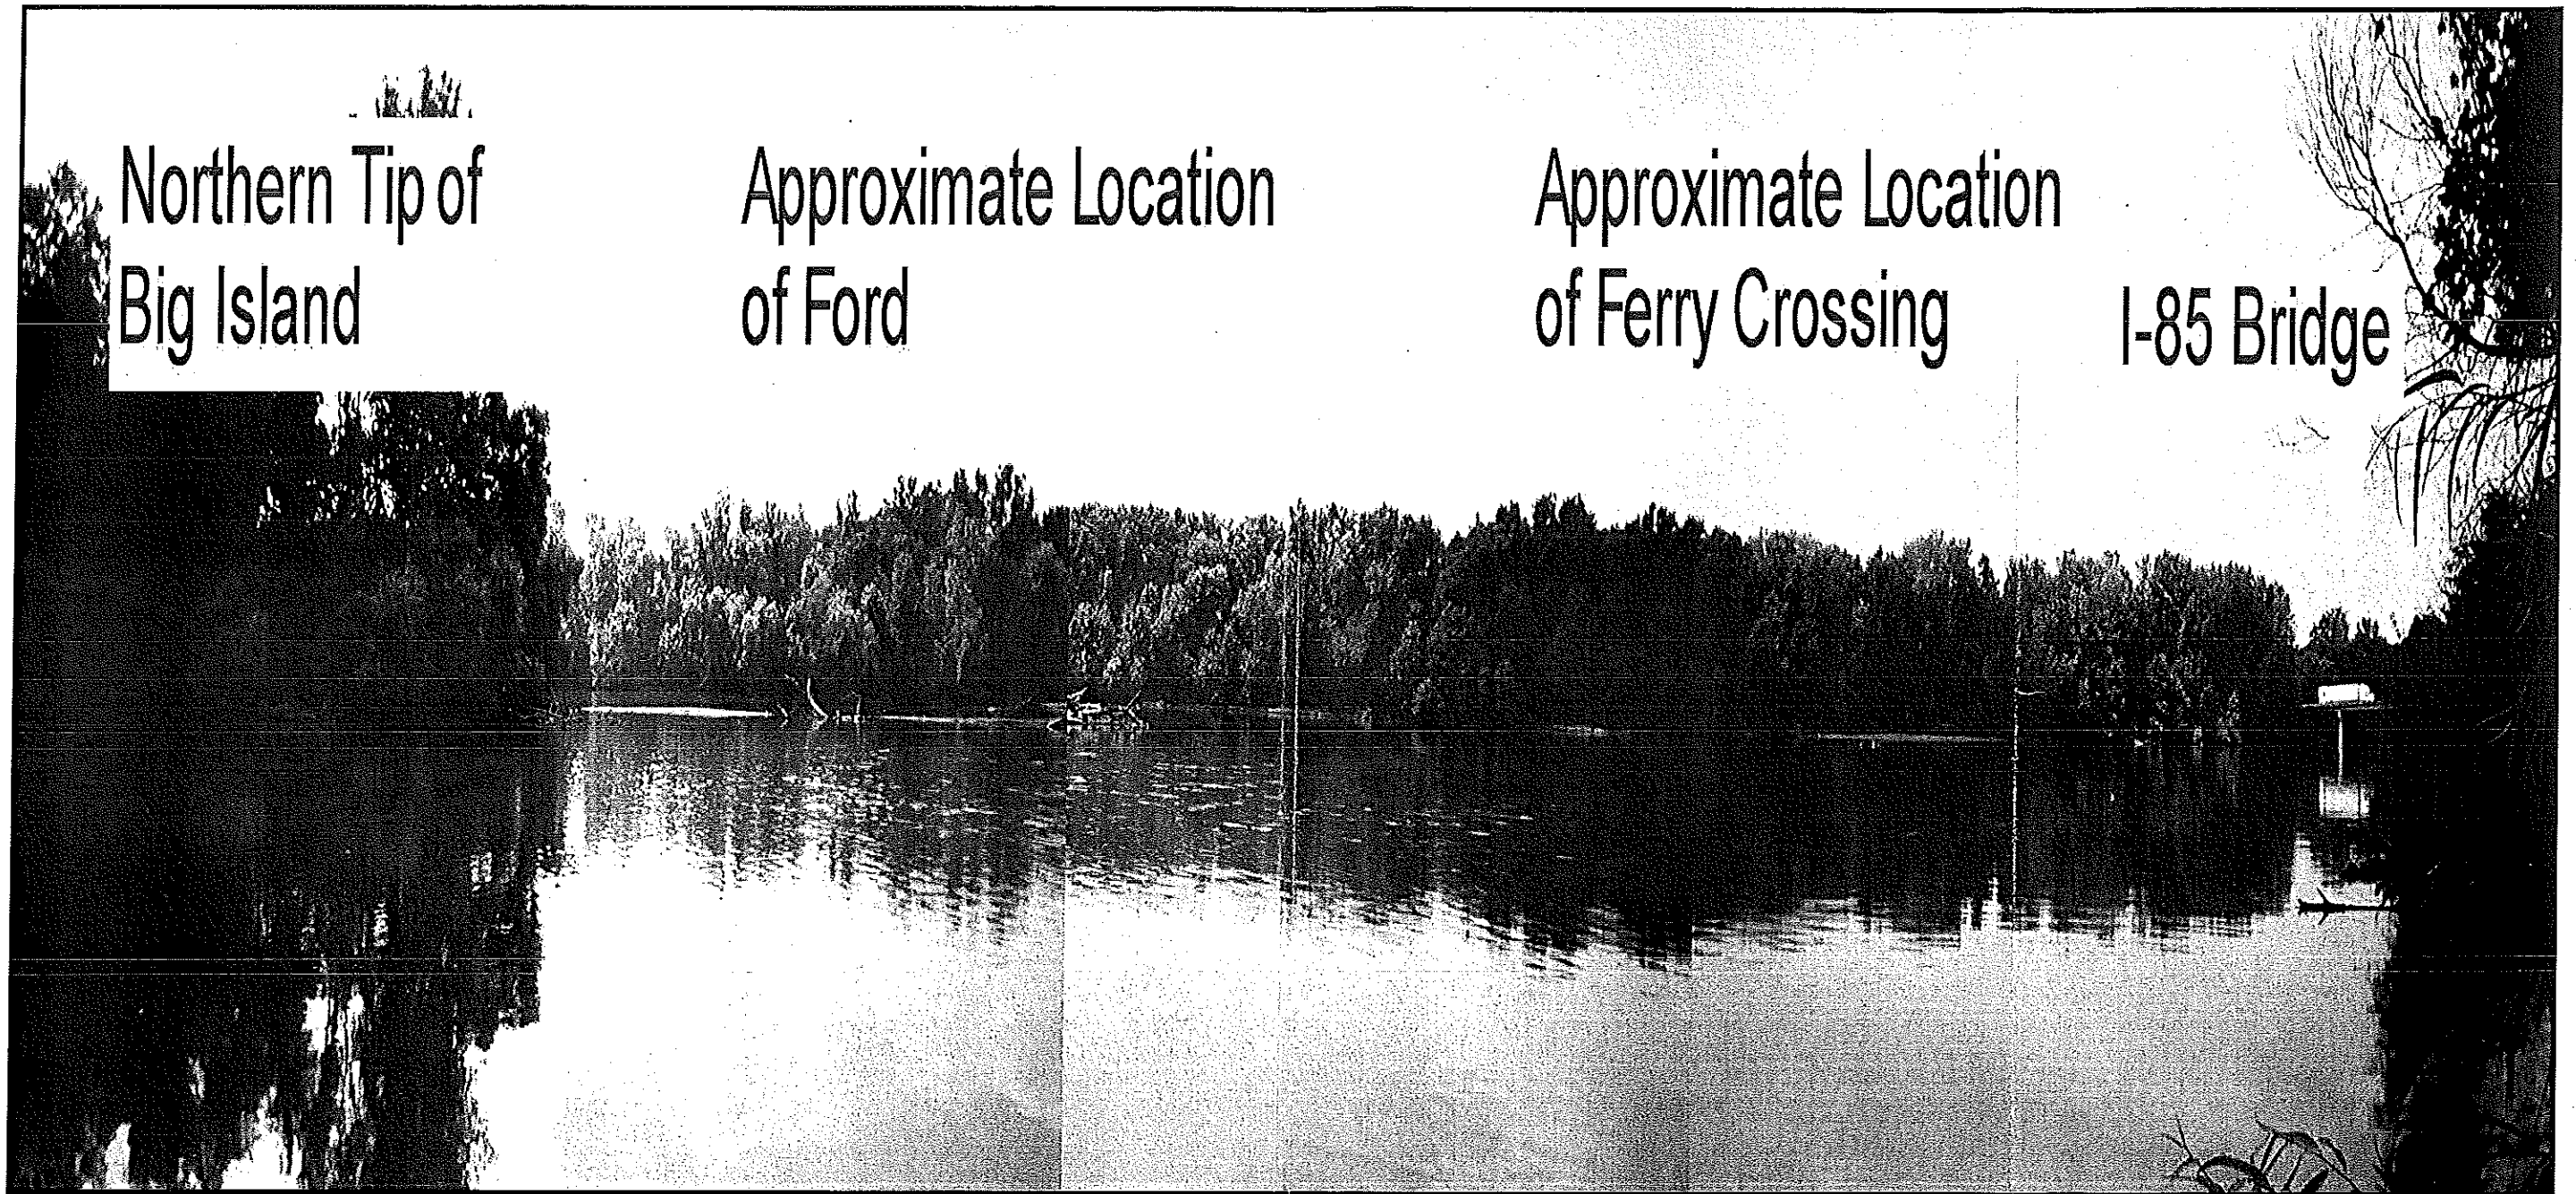 Northern Tip of
Big Island
Approximate Location
of Ford
Approximate Location
of Ferry Crossing
I-85 Bridge